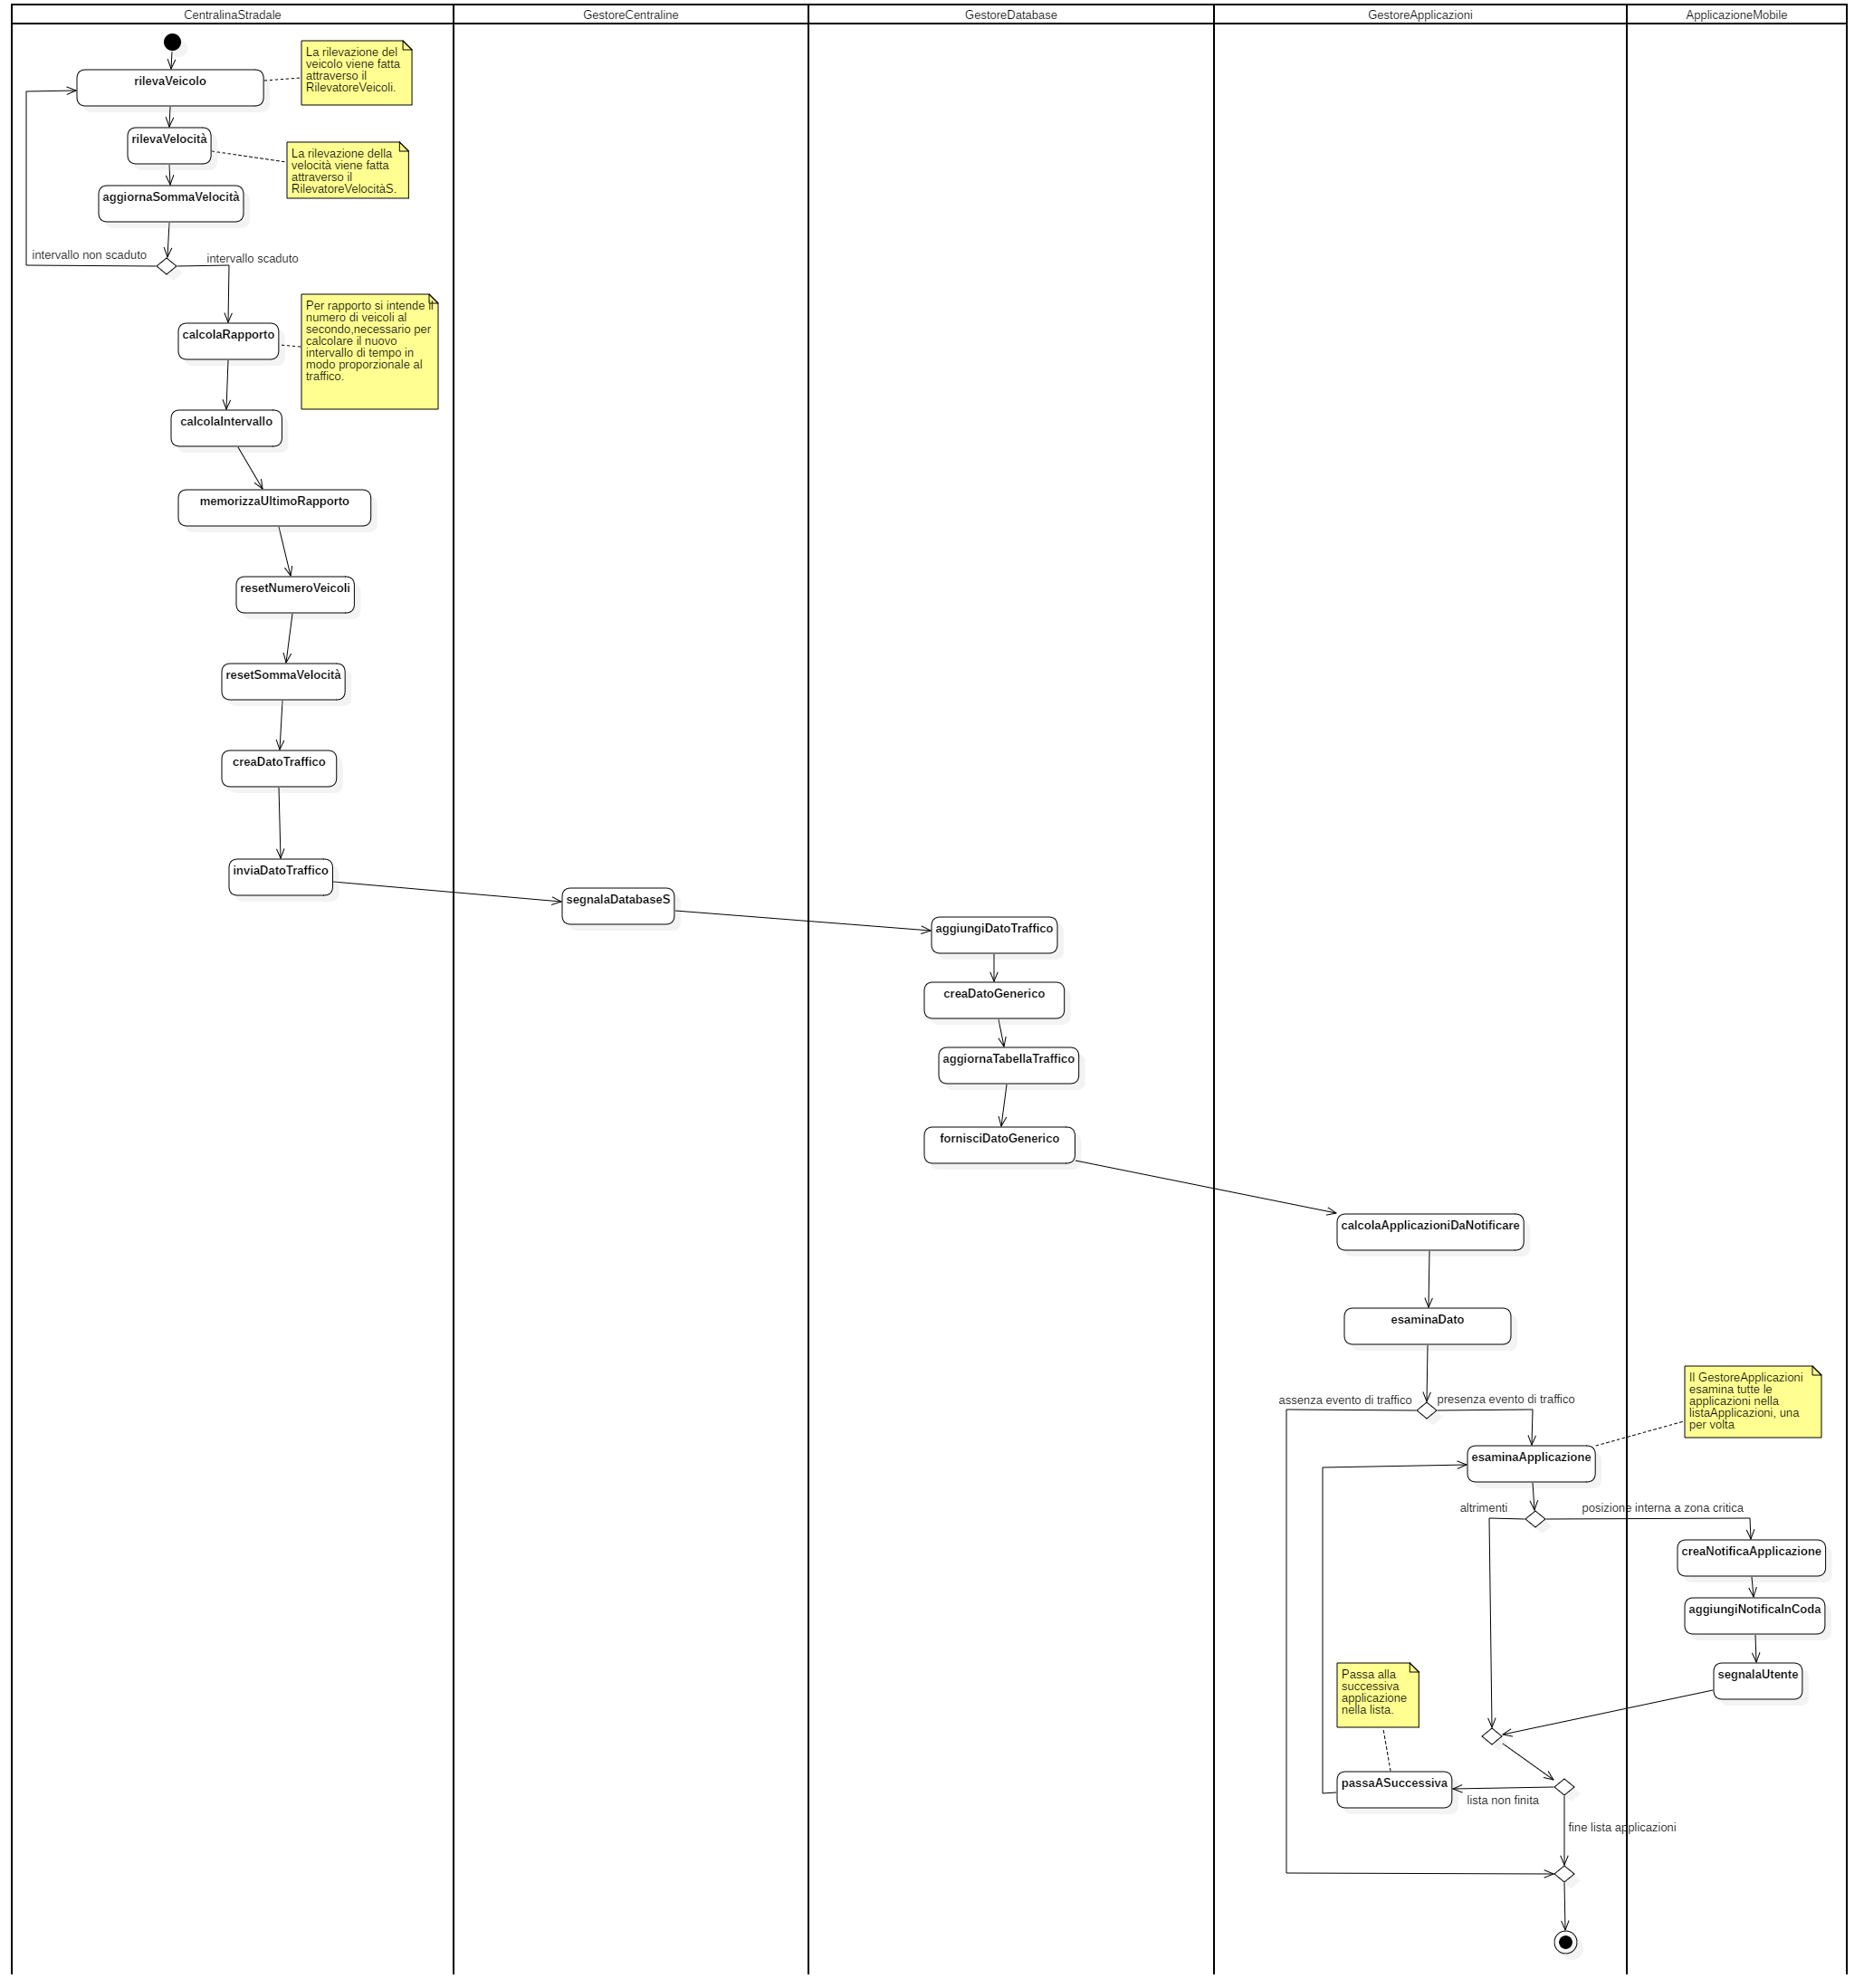 CentralinaStradale
GestoreCentraline
GestoreDatabase
GestoreApplicazioni
ApplicazioneMobile
La rilevazione del
veicolo viene fatta
attraverso il
RilevatoreVeicoli.
rilevaVeicolo
rilevaVelocità
La rilevazione della
velocità viene fatta
attraverso il
RilevatoreVelocitàS.
aggiornaSommaVelocità
intervallo non scaduto
intervallo scaduto
Per rapporto si intende il
numero di veicoli al
secondo,necessario per
calcolare il nuovo
intervallo di tempo in
modo proporzionale al
traffico.
calcolaRapporto
calcolaIntervallo
memorizzaUltimoRapporto
resetNumeroVeicoli
resetSommaVelocità
creaDatoTraffico
inviaDatoTraffico
segnalaDatabaseS
aggiungiDatoTraffico
creaDatoGenerico
aggiornaTabellaTraffico
fornisciDatoGenerico
calcolaApplicazioniDaNotificare
esaminaDato
assenza evento di traffico
presenza evento di traffico
Il GestoreApplicazioni
esamina tutte le
applicazioni nella
listaApplicazioni, una
per volta
esaminaApplicazione
altrimenti
posizione interna a zona critica
creaNotificaApplicazione
aggiungiNotificaInCoda
segnalaUtente
Passa alla
successiva
applicazione
nella lista.
passaASuccessiva
lista non finita
fine lista applicazioni